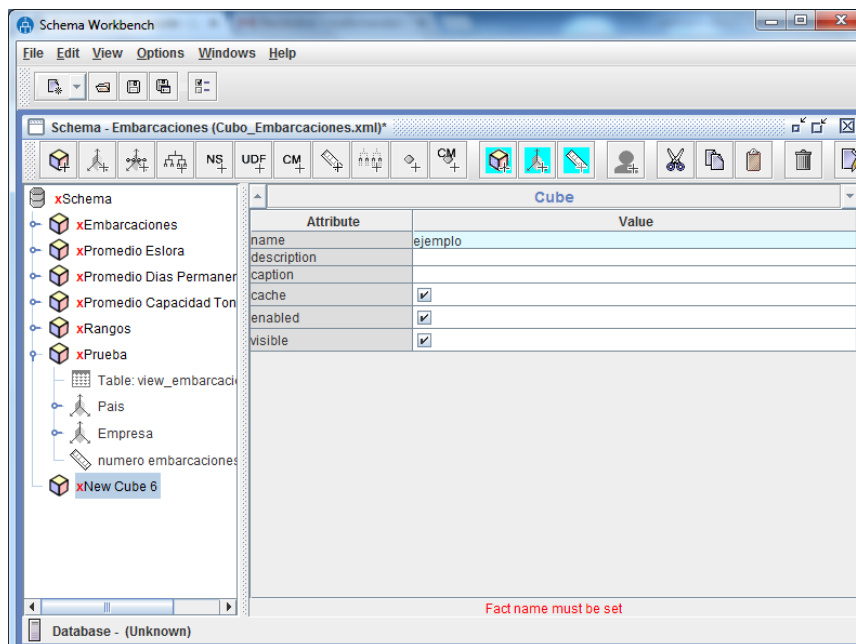 Schema Workbench
File Edit View Options Windows Help
Schema - Embarcaciones (Cubo_Embarcaciones.xml)*
NS UDF CM CM
xSchema
xEmbarcaciones
xPromedio Eslora
xPromedio Dias Permaner
xPromedio Capacidad Ton
xRangos
xPrueba
Table: view_embarcaci
Pais
Empresa
numero embarcaciones
xNew Cube 6
Cube
Attribute Value
name ejemplo
description
caption
cache
enabled
visible
Fact name must be set
Database - (Unknown)